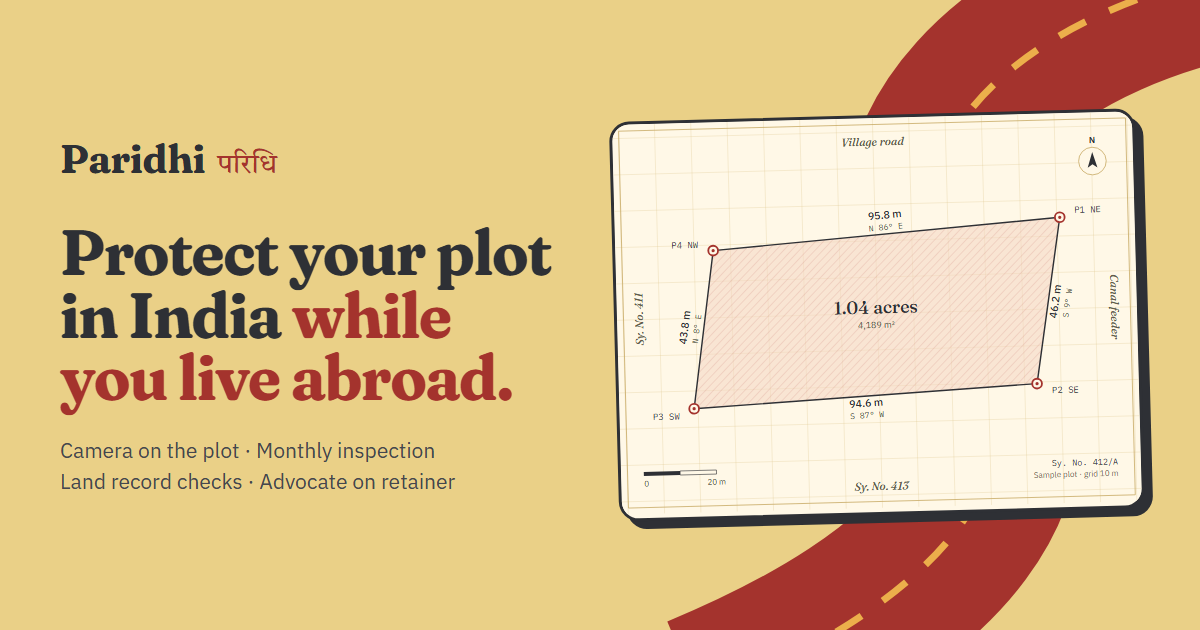 Paridhi परिधि
Protect your plot
in India while
you live abroad.
Camera on the plot · Monthly inspection
Land record checks · Advocate on retainer
Village road
N
P1 NE
95.8 m
N 86° E
P4 NW
Sy. No. 411
43.8 m
N 8° E
1.04 acres
4,189 m²
46.2 m
S 9° W
Canal feeder
P2 SE
94.6 m
S 87° W
P3 SW
0 20 m
Sy. No. 413
Sy. No. 412/A
Sample plot · grid 10 m